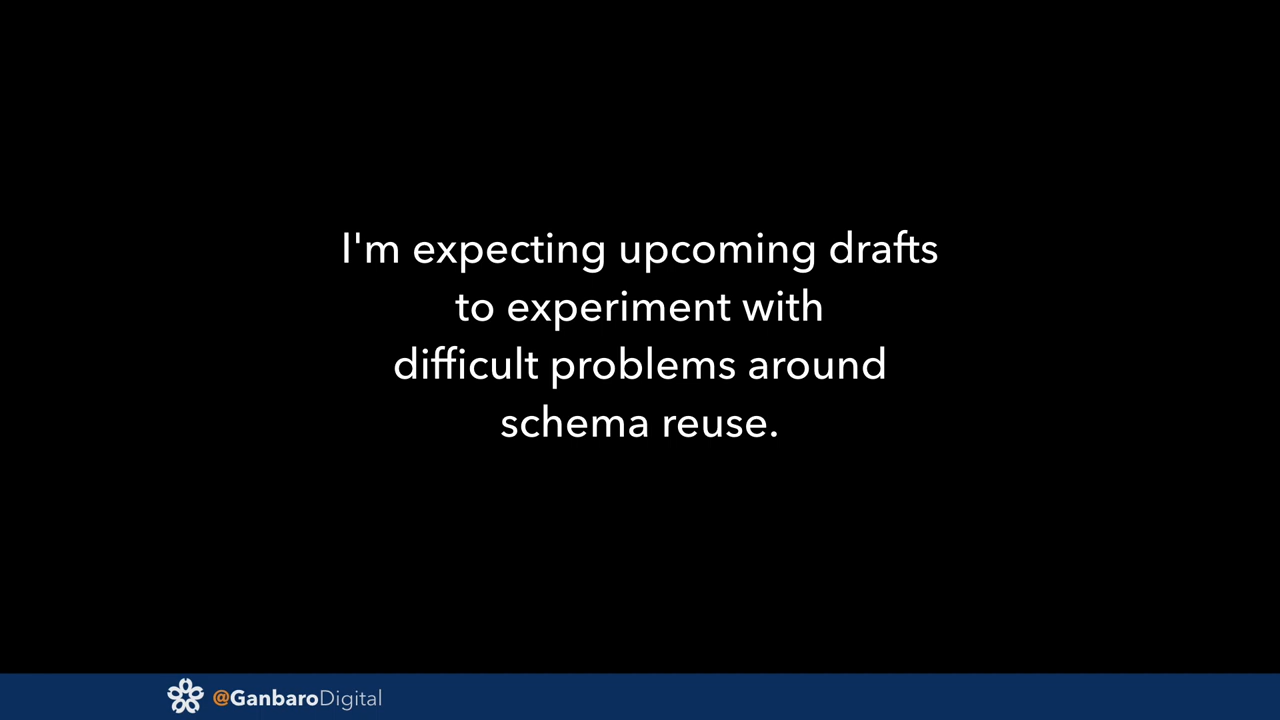 I'm expecting upcoming drafts
to experiment with
difficult problems around
schema reuse.
@GanbaroDigital